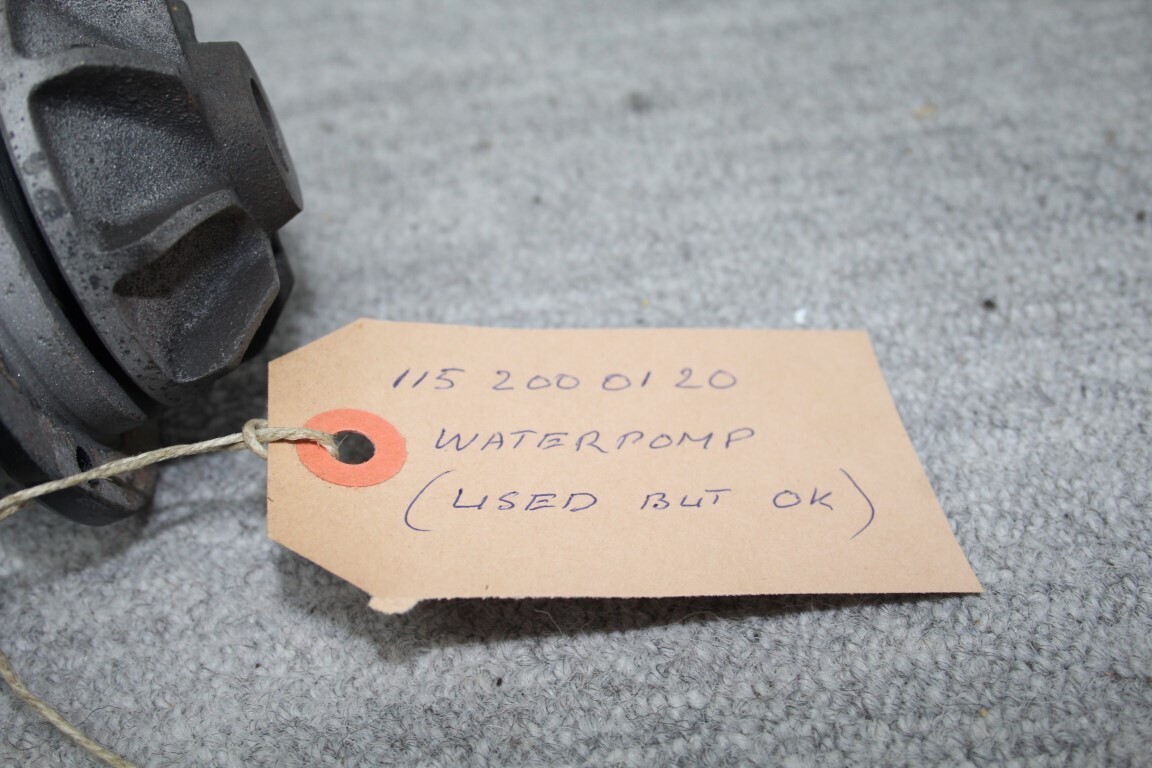 115 200 01 20
WATERPOMP
(USED BUT OK)